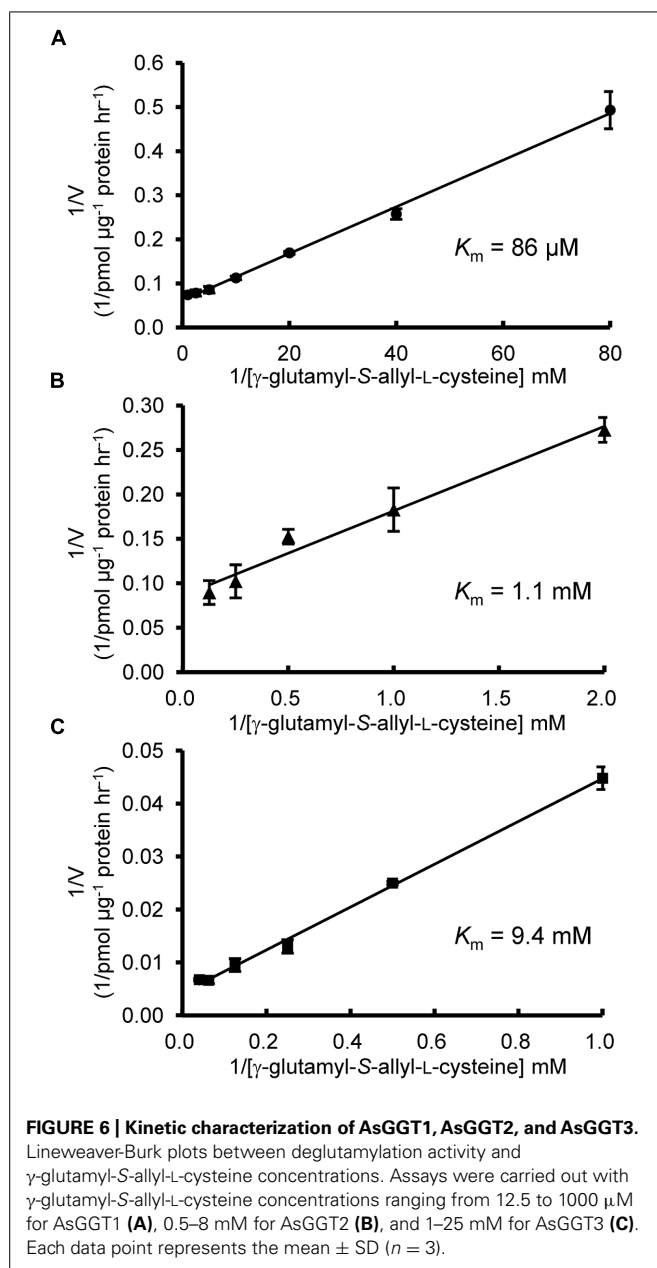 A
0.6
0.5
0.4
0.3
0.2
0.1
0.0
1/V
(1/pmol µg⁻¹ protein hr⁻¹)
Km = 86 µM
0 20 40 60 80
1/[γ-glutamyl-S-allyl-L-cysteine] mM
B
0.30
0.25
0.20
0.15
0.10
0.05
0.00
1/V
(1/pmol µg⁻¹ protein hr⁻¹)
Km = 1.1 mM
0.0 0.5 1.0 1.5 2.0
1/[γ-glutamyl-S-allyl-L-cysteine] mM
C
0.05
0.04
0.03
0.02
0.01
0.00
1/V
(1/pmol µg⁻¹ protein hr⁻¹)
Km = 9.4 mM
0.0 0.2 0.4 0.6 0.8 1.0
1/[γ-glutamyl-S-allyl-L-cysteine] mM
FIGURE 6 | Kinetic characterization of AsGGT1, AsGGT2, and AsGGT3.
Lineweaver-Burk plots between deglutamylation activity and
γ-glutamyl-S-allyl-L-cysteine concentrations. Assays were carried out with
γ-glutamyl-S-allyl-L-cysteine concentrations ranging from 12.5 to 1000 µM
for AsGGT1 (A), 0.5–8 mM for AsGGT2 (B), and 1–25 mM for AsGGT3 (C).
Each data point represents the mean ± SD (n = 3).